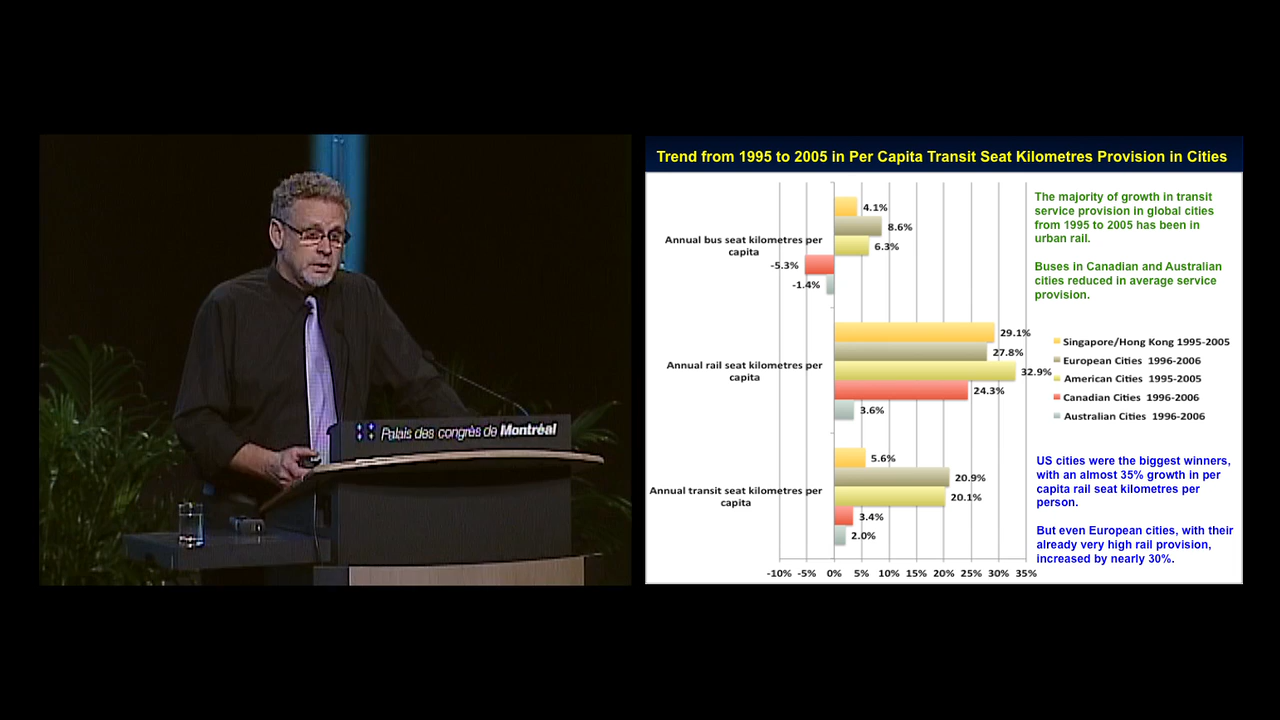 Palais des congrès de Montréal
Trend from 1995 to 2005 in Per Capita Transit Seat Kilometres Provision in Cities
The majority of growth in transit
service provision in global cities
from 1995 to 2005 has been in
urban rail.
Buses in Canadian and Australian
cities reduced in average service
provision.
Annual bus seat kilometres per
capita
4.1%
8.6%
6.3%
-5.3%
-1.4%
Annual rail seat kilometres per
capita
29.1%
27.8%
32.9%
24.3%
3.6%
Singapore/Hong Kong 1995-2005
European Cities 1996-2006
American Cities 1995-2005
Canadian Cities 1996-2006
Australian Cities 1996-2006
Annual transit seat kilometres per
capita
5.6%
20.9%
20.1%
3.4%
2.0%
US cities were the biggest winners,
with an almost 35% growth in per
capita rail seat kilometres per
person.
But even European cities, with their
already very high rail provision,
increased by nearly 30%.
-10% -5% 0% 5% 10% 15% 20% 25% 30% 35%